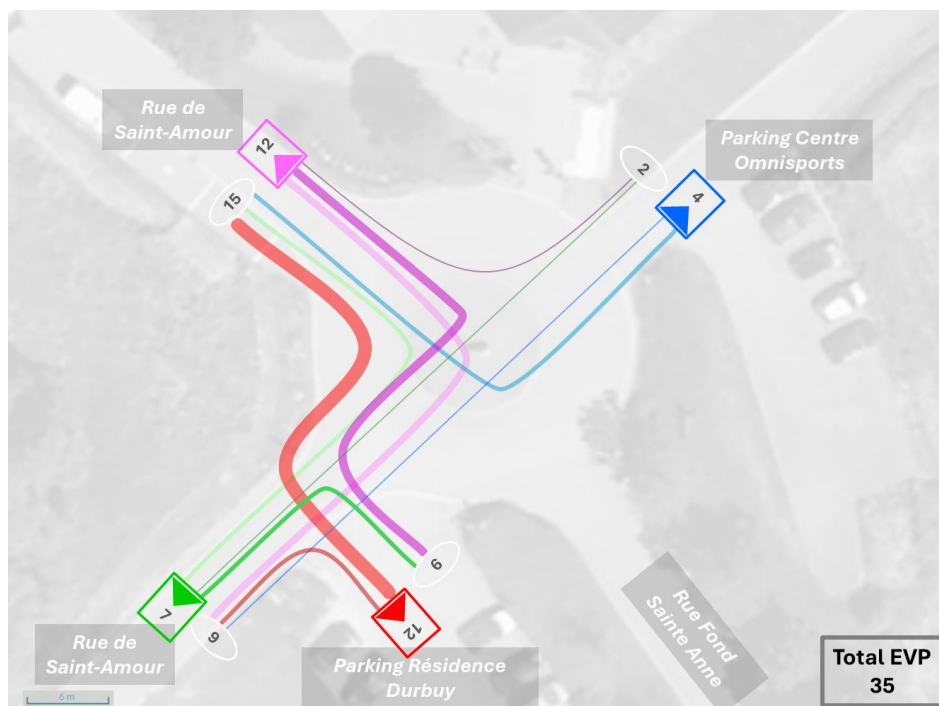 Rue de
Saint-Amour
12
15
2
4
Parking Centre
Omnisports
9
7
9
12
Rue de
Saint-Amour
Parking Résidence
Durbuy
Rue Fond
Sainte Anne
Total EVP
35
6 m